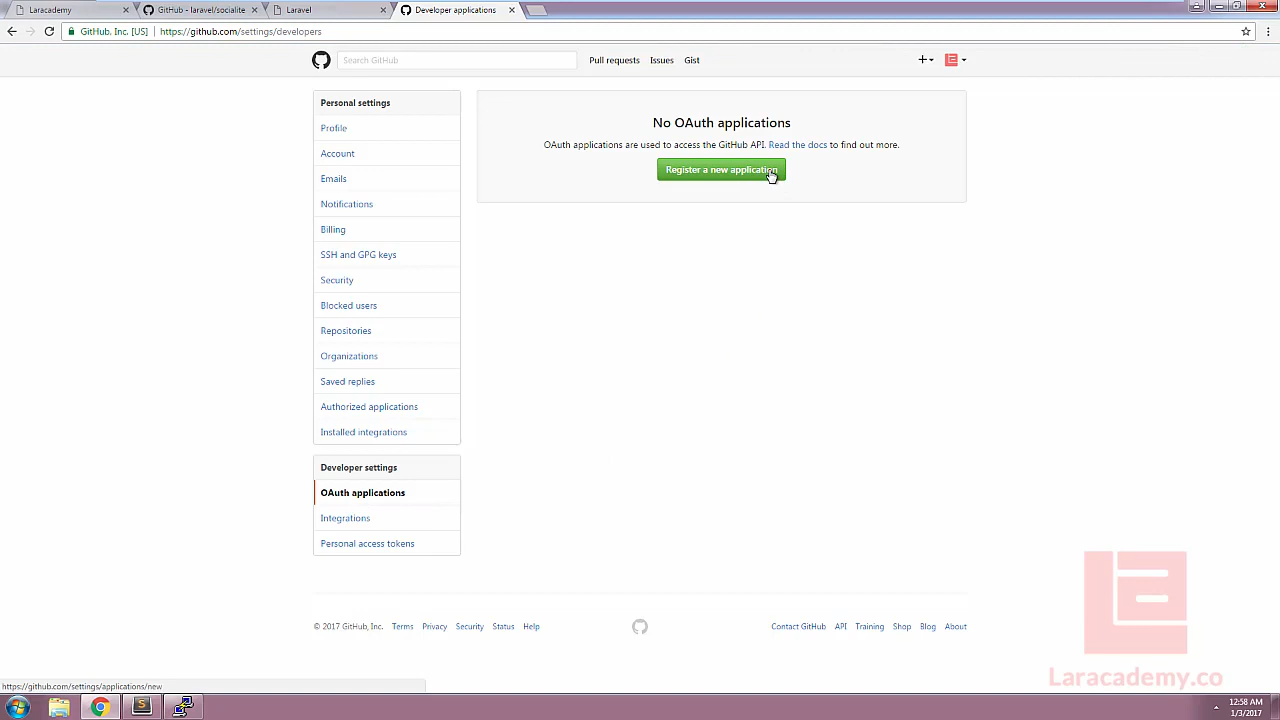 Laracademy
GitHub - laravel/socialite
Laravel
Developer applications
GitHub, Inc. [US]
https://github.com/settings/developers
Search GitHub
Pull requests
Issues
Gist
Personal settings
Profile
Account
Emails
Notifications
Billing
SSH and GPG keys
Security
Blocked users
Repositories
Organizations
Saved replies
Authorized applications
Installed integrations
Developer settings
OAuth applications
Integrations
Personal access tokens
No OAuth applications
OAuth applications are used to access the GitHub API. Read the docs to find out more.
Register a new application
© 2017 GitHub, Inc.
Terms
Privacy
Security
Status
Help
Contact GitHub
API
Training
Shop
Blog
About
Laracademy.co
https://github.com/settings/applications/new
12:58 AM
1/3/2017